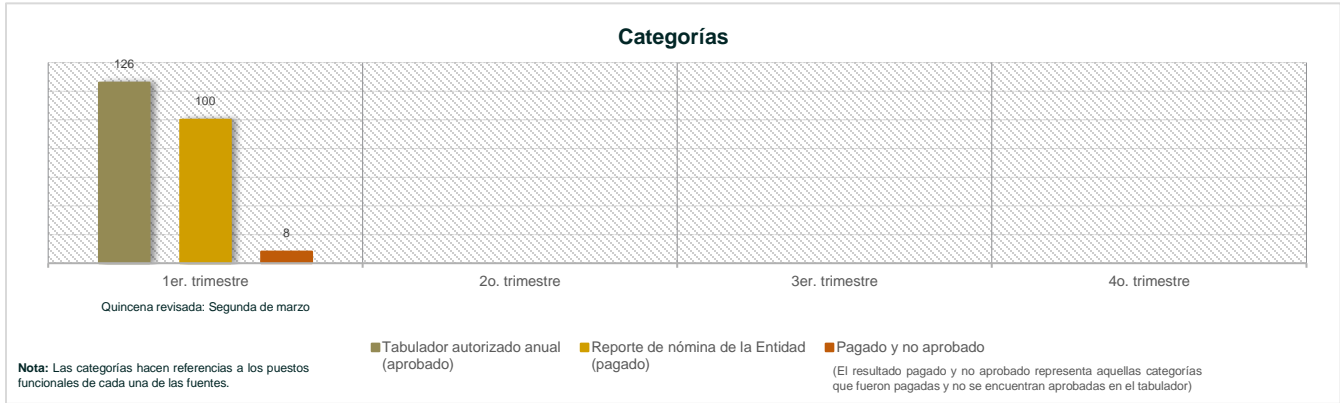 Categorías
126
100
8
1er. trimestre
2o. trimestre
3er. trimestre
4o. trimestre
Quincena revisada: Segunda de marzo
Tabulador autorizado anual
(aprobado)
Reporte de nómina de la Entidad
(pagado)
Pagado y no aprobado
(El resultado pagado y no aprobado representa aquellas categorías
que fueron pagadas y no se encuentran aprobadas en el tabulador)
Nota: Las categorías hacen referencias a los puestos
funcionales de cada una de las fuentes.